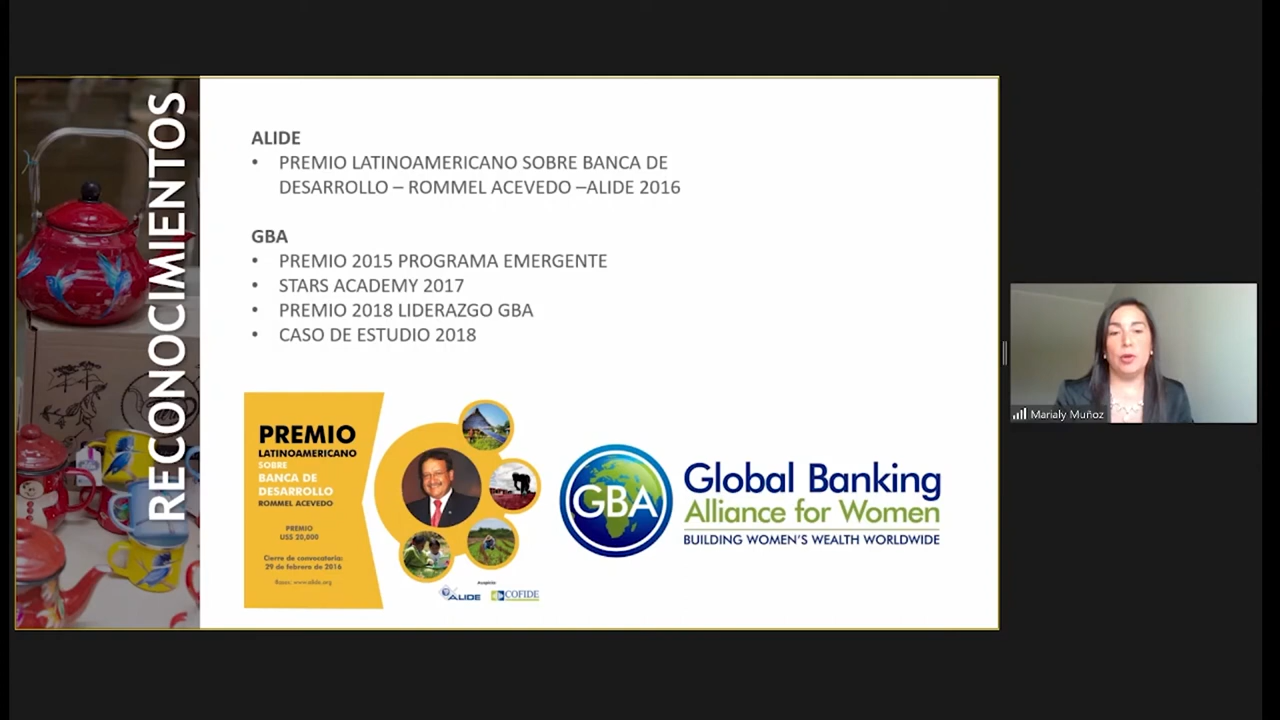 RECONOCIMIENTOS
ALIDE
• PREMIO LATINOAMERICANO SOBRE BANCA DE
DESARROLLO – ROMMEL ACEVEDO –ALIDE 2016
GBA
• PREMIO 2015 PROGRAMA EMERGENTE
• STARS ACADEMY 2017
• PREMIO 2018 LIDERAZGO GBA
• CASO DE ESTUDIO 2018
PREMIO
LATINOAMERICANO
SOBRE
BANCA DE
DESARROLLO
ROMMEL ACEVEDO
PREMIO
US$ 20,000
Cierre de convocatoria:
29 de febrero de 2016
www.alide.org
ALIDE
COFIDE
GBA
Global Banking
Alliance for Women
BUILDING WOMEN'S WEALTH WORLDWIDE
Marialy Muñoz